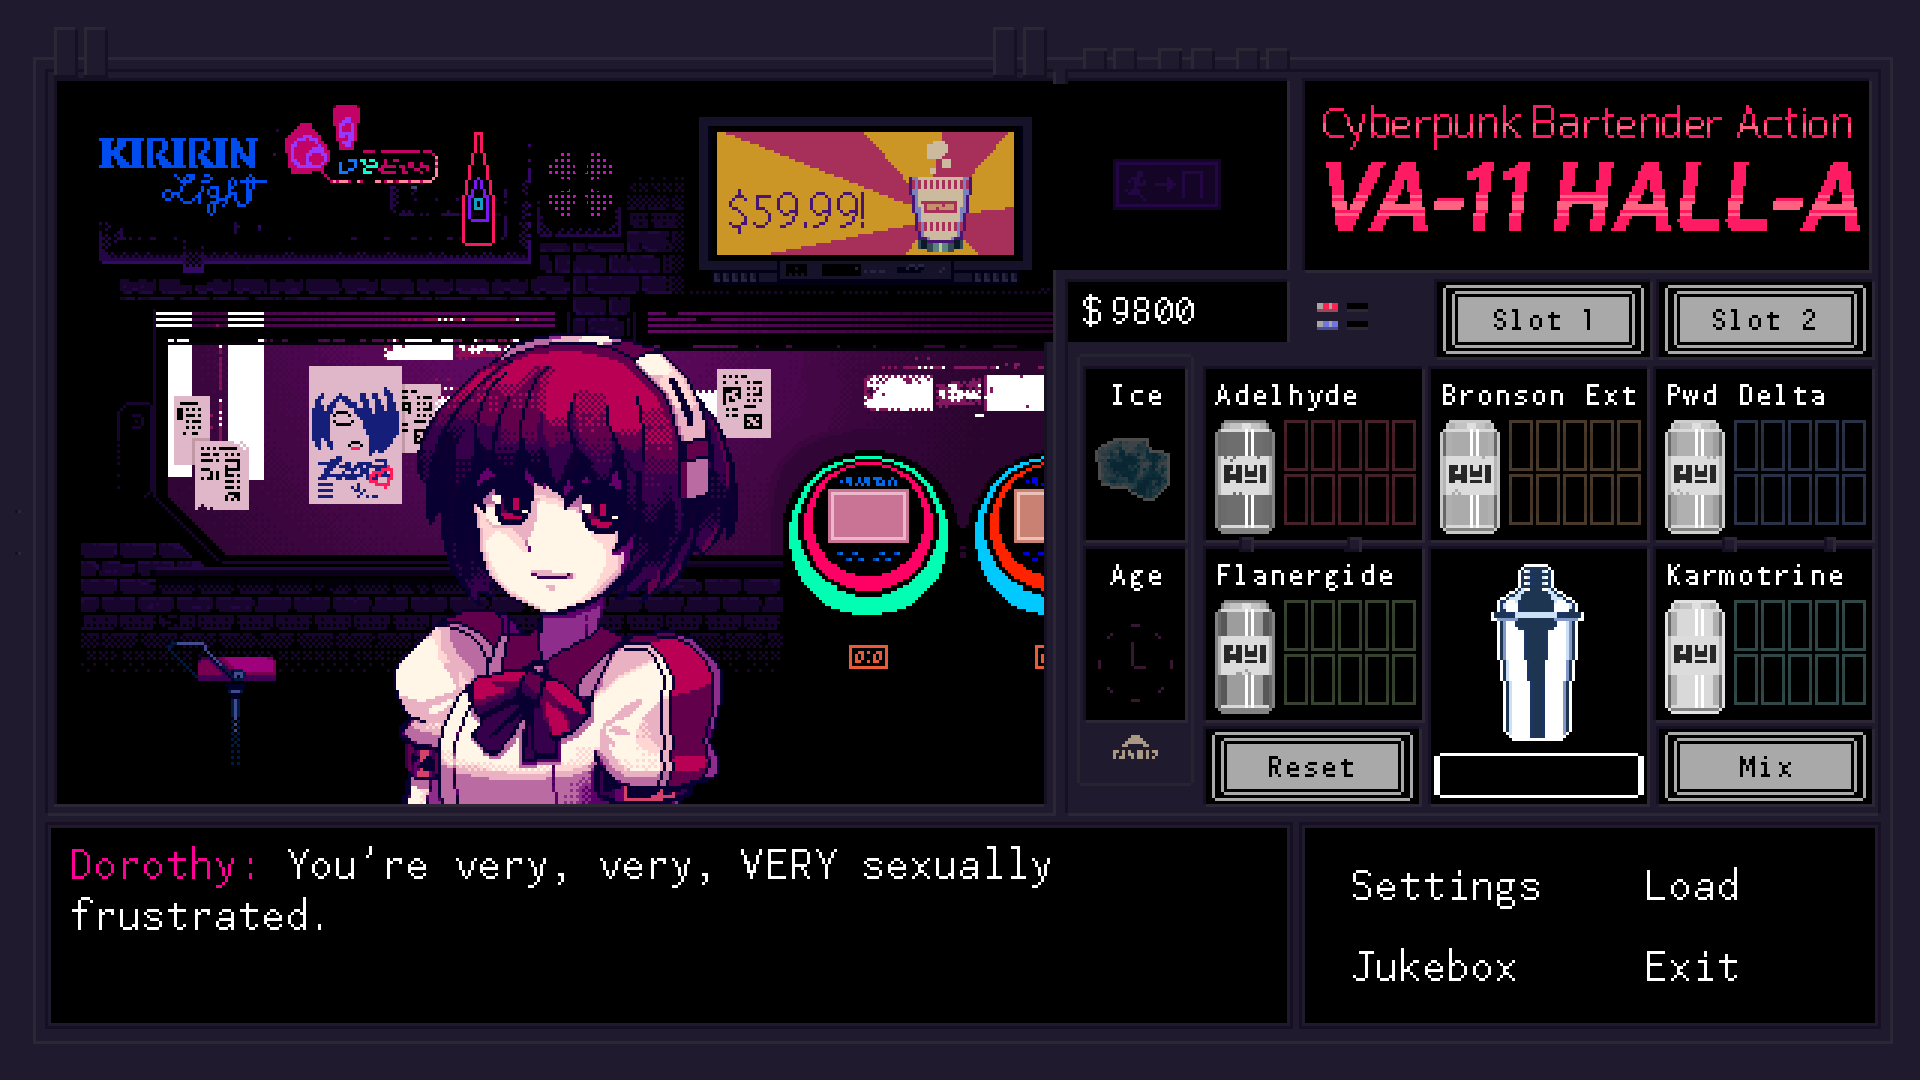 KIRIRIN
Light
$59.99
Cyberpunk Bartender Action
VA-11 HALL-A
$ 9800
Slot 1
Slot 2
Ice
Adelhyde
Bronson Ext
Pwd Delta
Age
Flanergide
Karmotrine
Reset
Mix
0:0
Dorothy: You're very, very, VERY sexually
frustrated.
Settings
Load
Jukebox
Exit